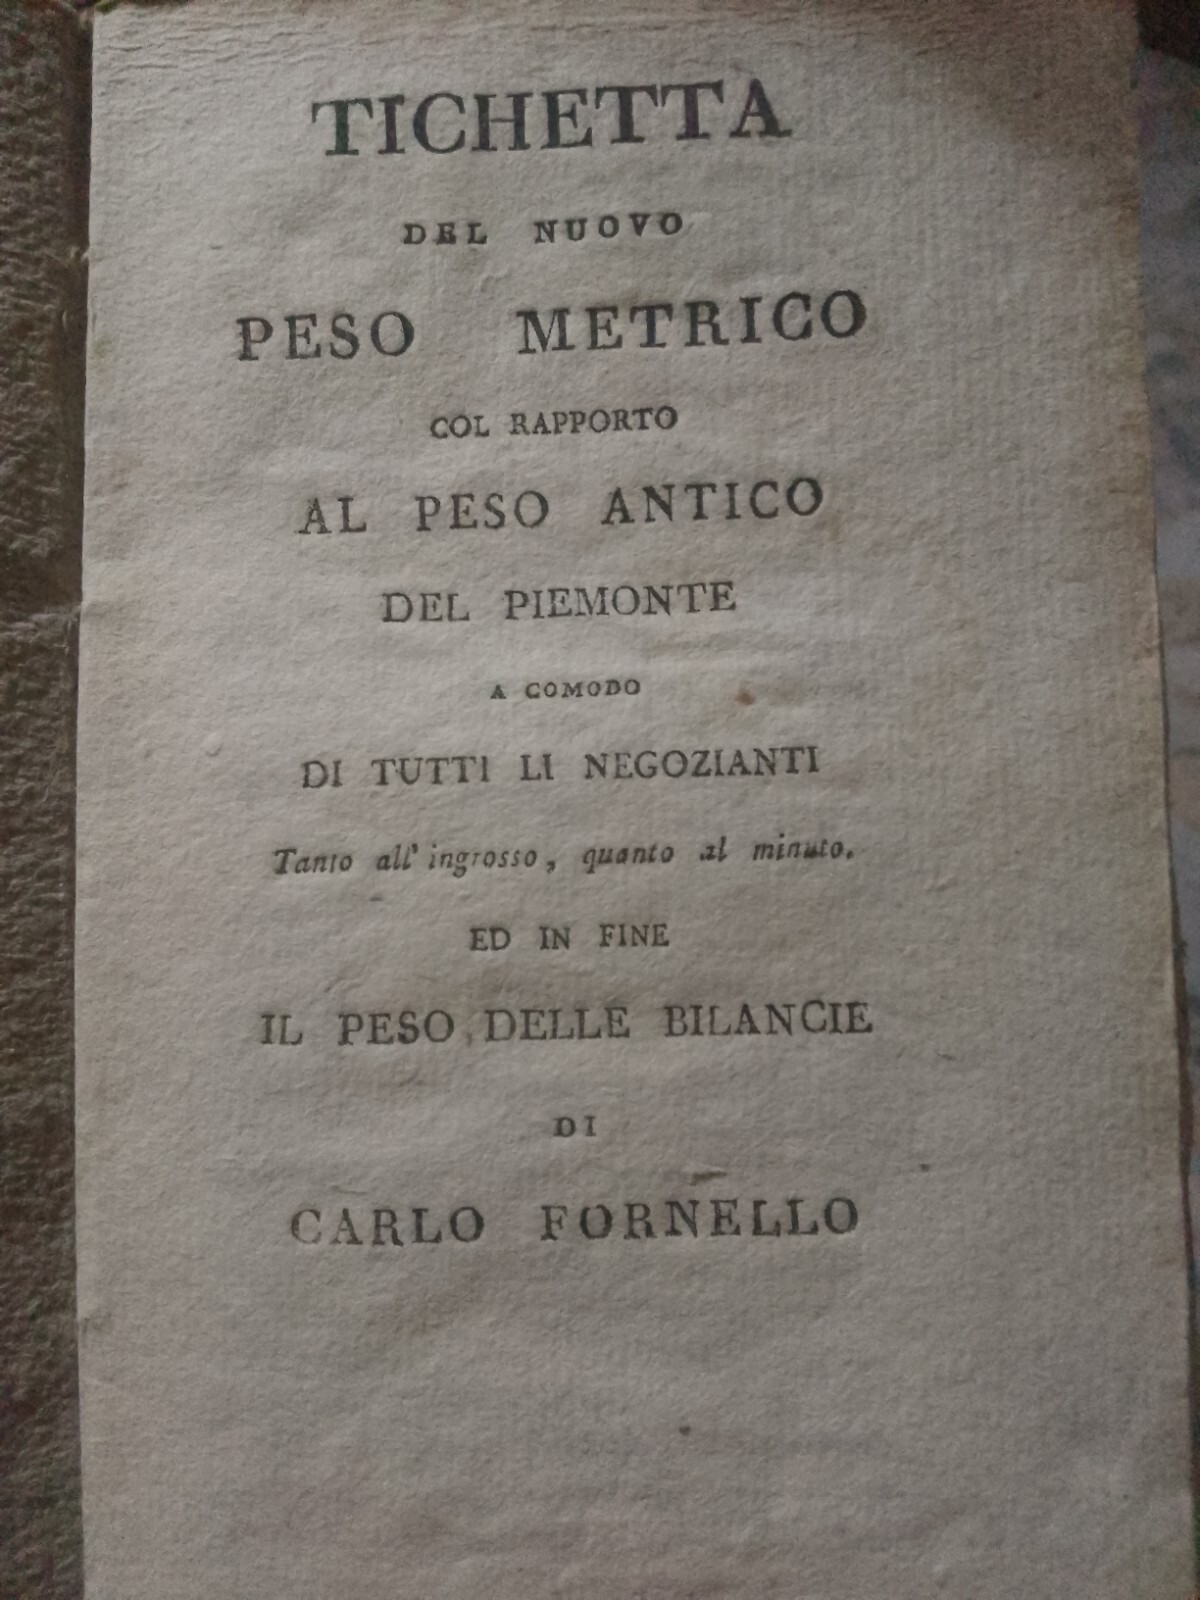 TICHETTA
DEL NUOVO
PESO METRICO
COL RAPPORTO
AL PESO ANTICO
DEL PIEMONTE
A COMODO
DI TUTTI LI NEGOZIANTI
Tanto all' ingrosso, quanto al minuto.
ED IN FINE
IL PESO DELLE BILANCIE
DI
CARLO FORNELLO